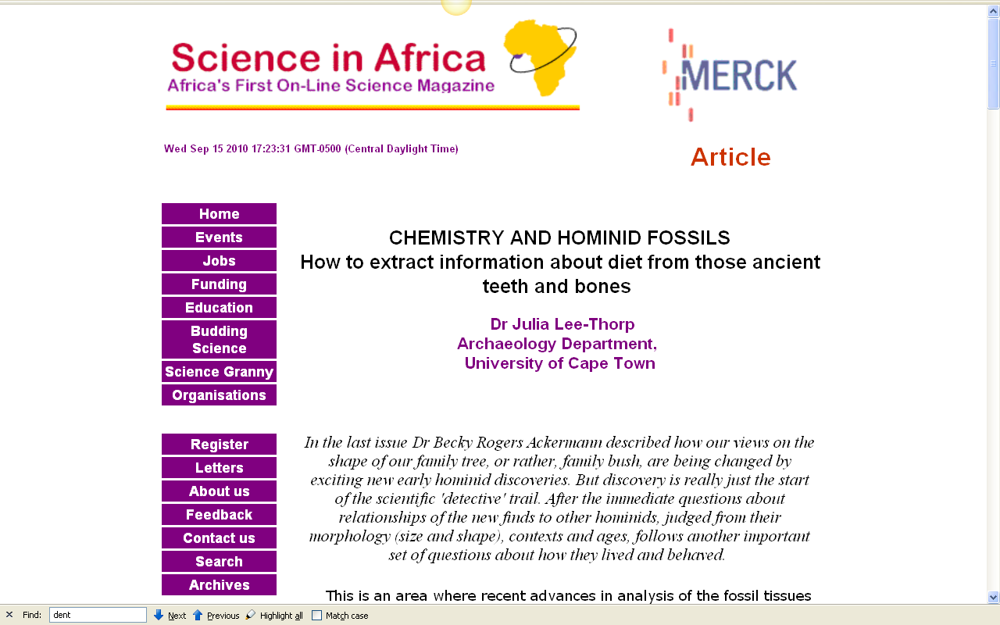 Science in Africa
Africa's First On-Line Science Magazine
MERCK
Wed Sep 15 2010 17:23:31 GMT-0500 (Central Daylight Time)
Article
Home
Events
Jobs
Funding
Education
Budding
Science
Science Granny
Organisations
Register
Letters
About us
Feedback
Contact us
Search
Archives
CHEMISTRY AND HOMINID FOSSILS
How to extract information about diet from those ancient
teeth and bones
Dr Julia Lee-Thorp
Archaeology Department,
University of Cape Town
In the last issue Dr Becky Rogers Ackermann described how our views on the
shape of our family tree, or rather, family bush, are being changed by
exciting new early hominid discoveries. But discovery is really just the start
of the scientific 'detective' trail. After the immediate questions about
relationships of the new finds to other hominids, judged from their
morphology (size and shape), contexts and ages, follows another important
set of questions about how they lived and behaved.
This is an area where recent advances in analysis of the fossil tissues
Find: dent Next Previous Highlight all Match case